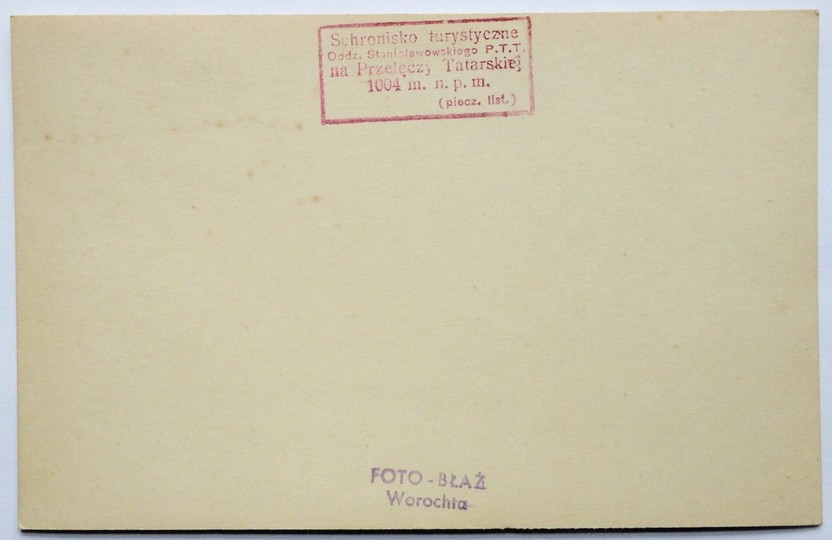 Schronisko turystyczne
Oddz. Stanisławowskiego P.T.T.
na Przełęczy Tatarskiej
1004 m. n. p. m.
(piecz. list.)
FOTO - BŁAŻ
Worochta